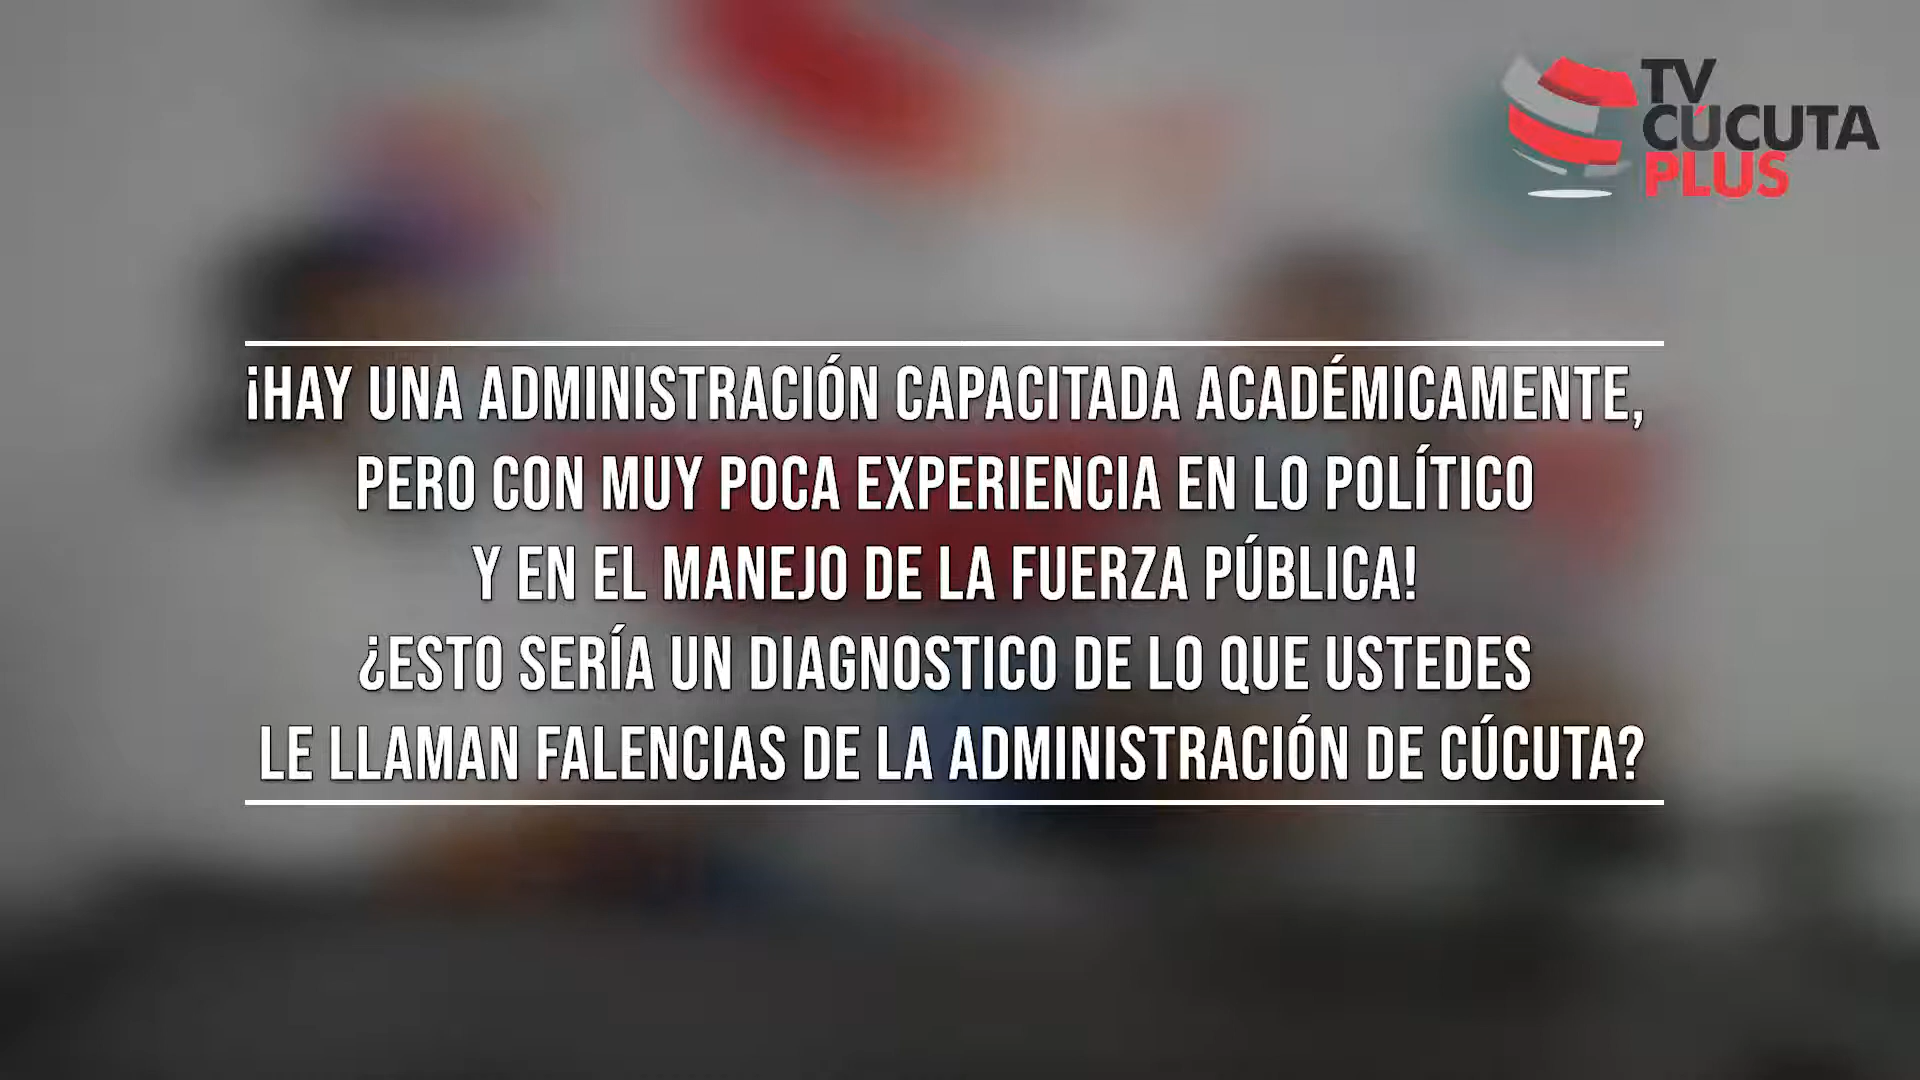 TV
CÚCUTA
PLUS
¡HAY UNA ADMINISTRACIÓN CAPACITADA ACADÉMICAMENTE,
PERO CON MUY POCA EXPERIENCIA EN LO POLÍTICO
Y EN EL MANEJO DE LA FUERZA PÚBLICA!
¿ESTO SERÍA UN DIAGNOSTICO DE LO QUE USTEDES
LE LLAMAN FALENCIAS DE LA ADMINISTRACIÓN DE CÚCUTA?